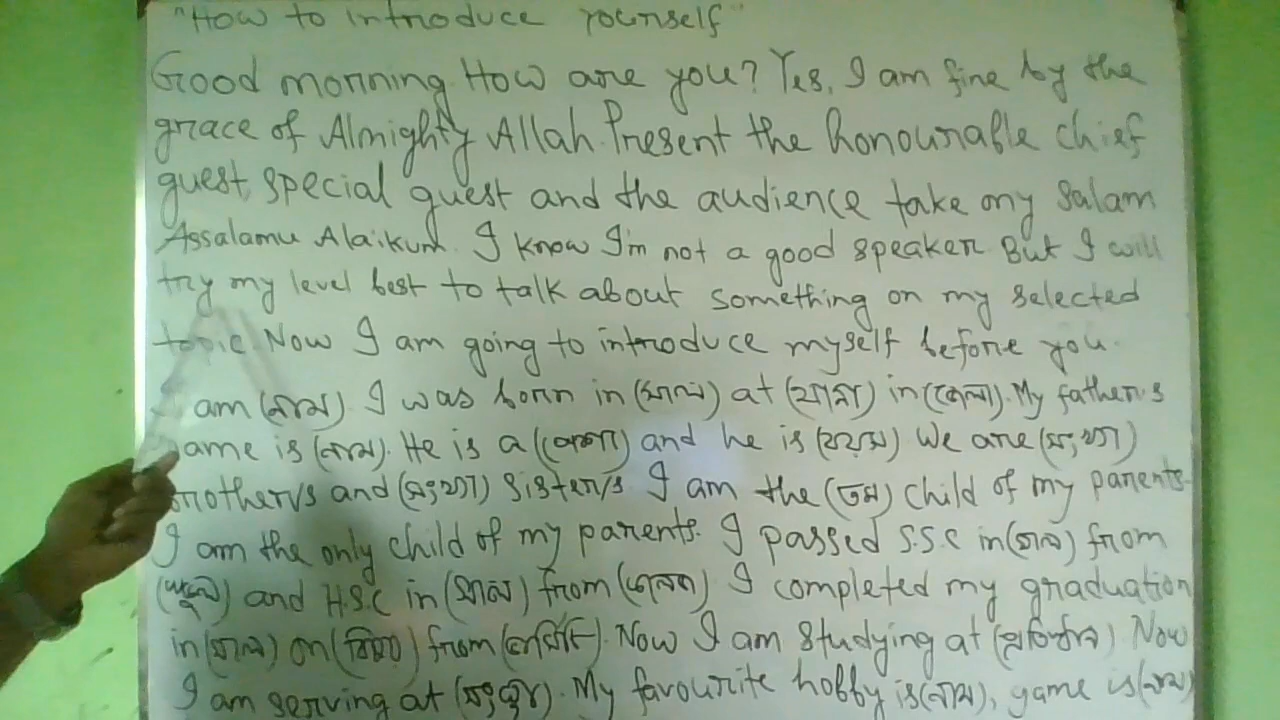 "How to introduce yourself"
Good morning. How are you? Yes, I am fine by the
grace of Almighty Allah. Present the honourable chief
guest, special guest and the audience take my salam
Assalamu Alaikum. I know I'm not a good speaker. But I will
try my level best to talk about something on my selected
topic. Now I am going to introduce myself before you.
am (নাম). I was born in (সালে) at (থানা) in (জেলা). My father's
ame is (নাম). He is a (পেশা) and he is (বয়স) We are (সংখ্যা)
brother/s and (সংখ্যা) sister/s I am the (তম) child of my parents.
I am the only child of my parents. I passed S.S.C in (সাল) from
(স্কুল) and H.S.C in (সাল) from (কলেজ) I completed my graduation
in (সাল) on (বিষয়) from Now I am studying at Now
I am serving at My favourite hobby is (নাম), game is (নাম)